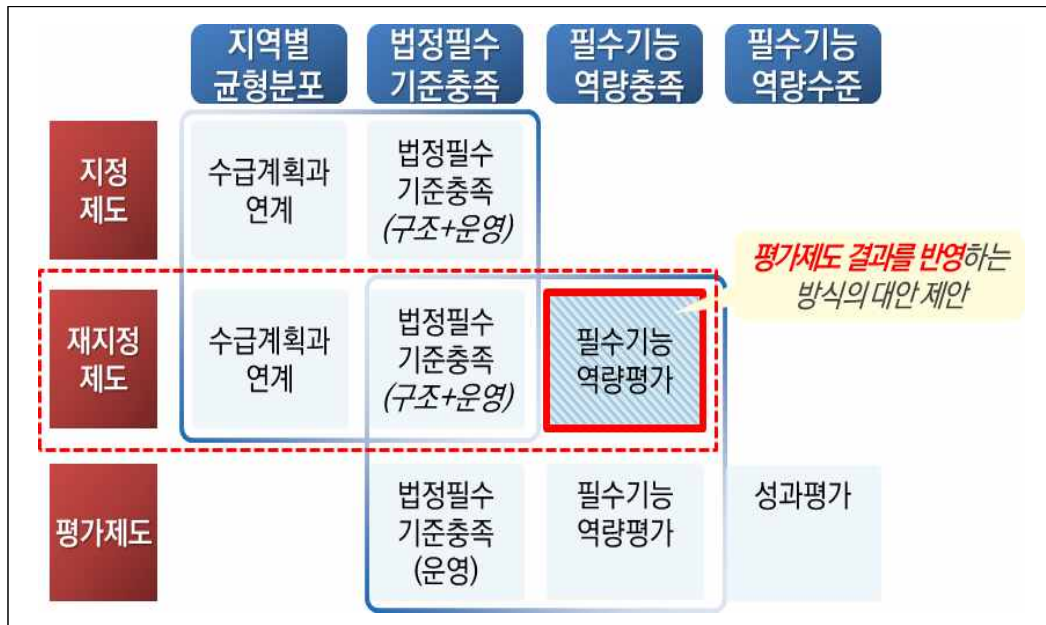 지역별
균형분포
법정필수
기준충족
필수기능
역량충족
필수기능
역량수준
지정
제도
수급계획과
연계
법정필수
기준충족
(구조+운영)
평가제도 결과를 반영하는
방식의 대안 제안
재지정
제도
수급계획과
연계
법정필수
기준충족
(구조+운영)
필수기능
역량평가
평가제도
법정필수
기준충족
(운영)
필수기능
역량평가
성과평가